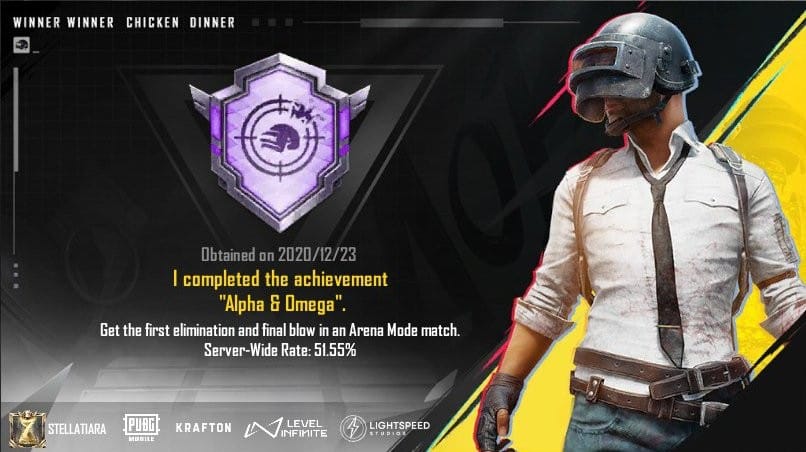 WINNER WINNER CHICKEN DINNER
Obtained on 2020/12/23
I completed the achievement
"Alpha & Omega".
Get the first elimination and final blow in an Arena Mode match.
Server-Wide Rate: 51.55%
STELLATIARA
PUBG
MOBILE
KRAFTON
LEVEL
INFINITE
LIGHTSPEED
STUDIOS